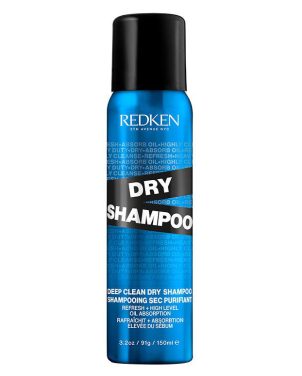 REDKEN
5TH AVENUE NYC
DRY
SHAMPOO
DEEP CLEAN DRY SHAMPOO
SHAMPOOING SEC PURIFIANT
REFRESH + HIGH LEVEL
OIL ABSORPTION
RAFRAÎCHIT + ABSORBTION
ÉLEVÉE DU SÉBUM
3.2oz / 91g / 150ml e